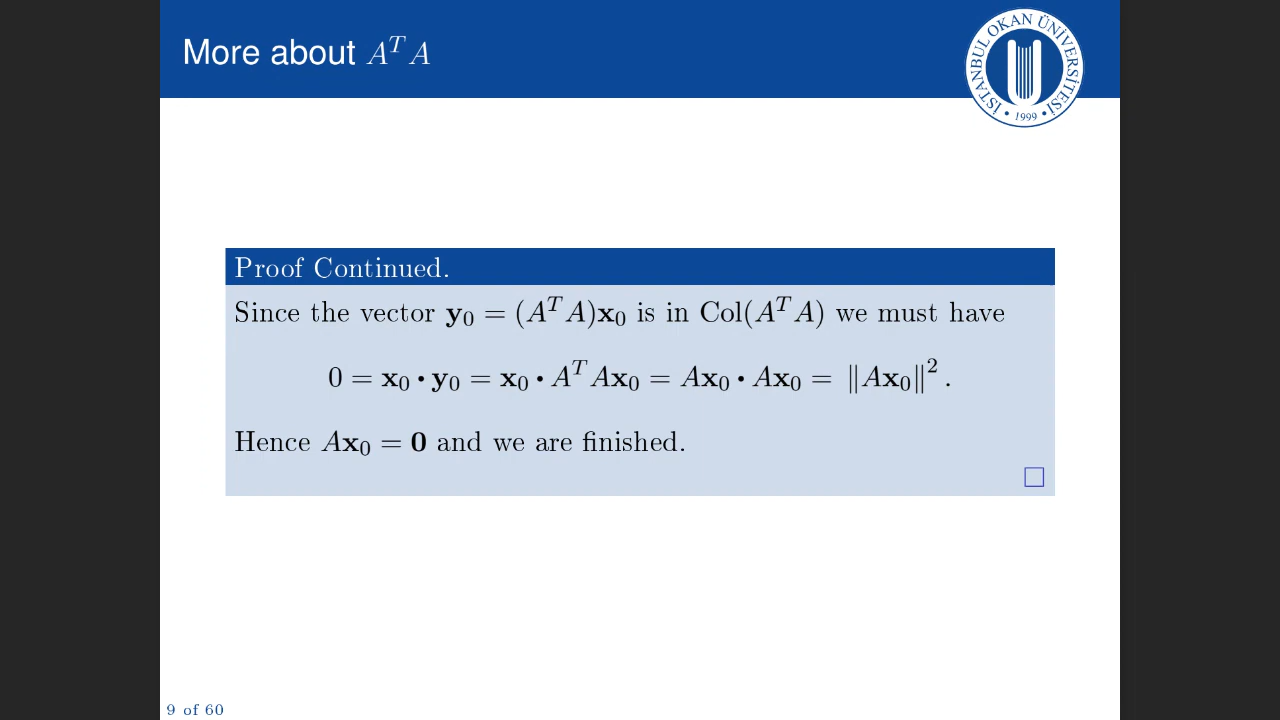 More about AᵀA
İSTANBUL OKAN ÜNİVERSİTESİ
• 1999 •
Proof Continued.
Since the vector y₀ = (AᵀA)x₀ is in Col(AᵀA) we must have
0 = x₀ • y₀ = x₀ • AᵀAx₀ = Ax₀ • Ax₀ = ‖Ax₀‖² .
Hence Ax₀ = 0 and we are finished.
□
9 of 60